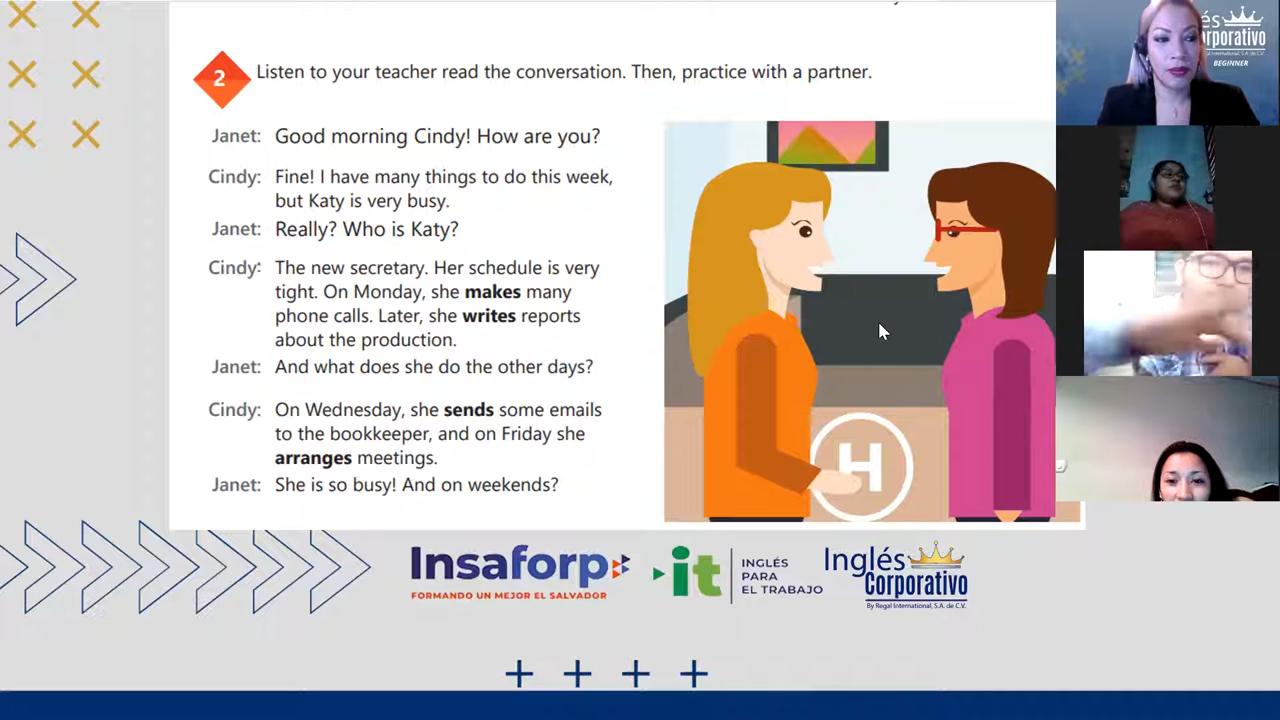 2 Listen to your teacher read the conversation. Then, practice with a partner.
Janet: Good morning Cindy! How are you?
Cindy: Fine! I have many things to do this week,
but Katy is very busy.
Janet: Really? Who is Katy?
Cindy: The new secretary. Her schedule is very
tight. On Monday, she makes many
phone calls. Later, she writes reports
about the production.
Janet: And what does she do the other days?
Cindy: On Wednesday, she sends some emails
to the bookkeeper, and on Friday she
arranges meetings.
Janet: She is so busy! And on weekends?
H
Insaforp
FORMANDO UN MEJOR EL SALVADOR
it
INGLÉS
PARA
EL TRABAJO
Inglés
Corporativo
By Regal International, S.A. de C.V.
és
orporativo
BEGINNER